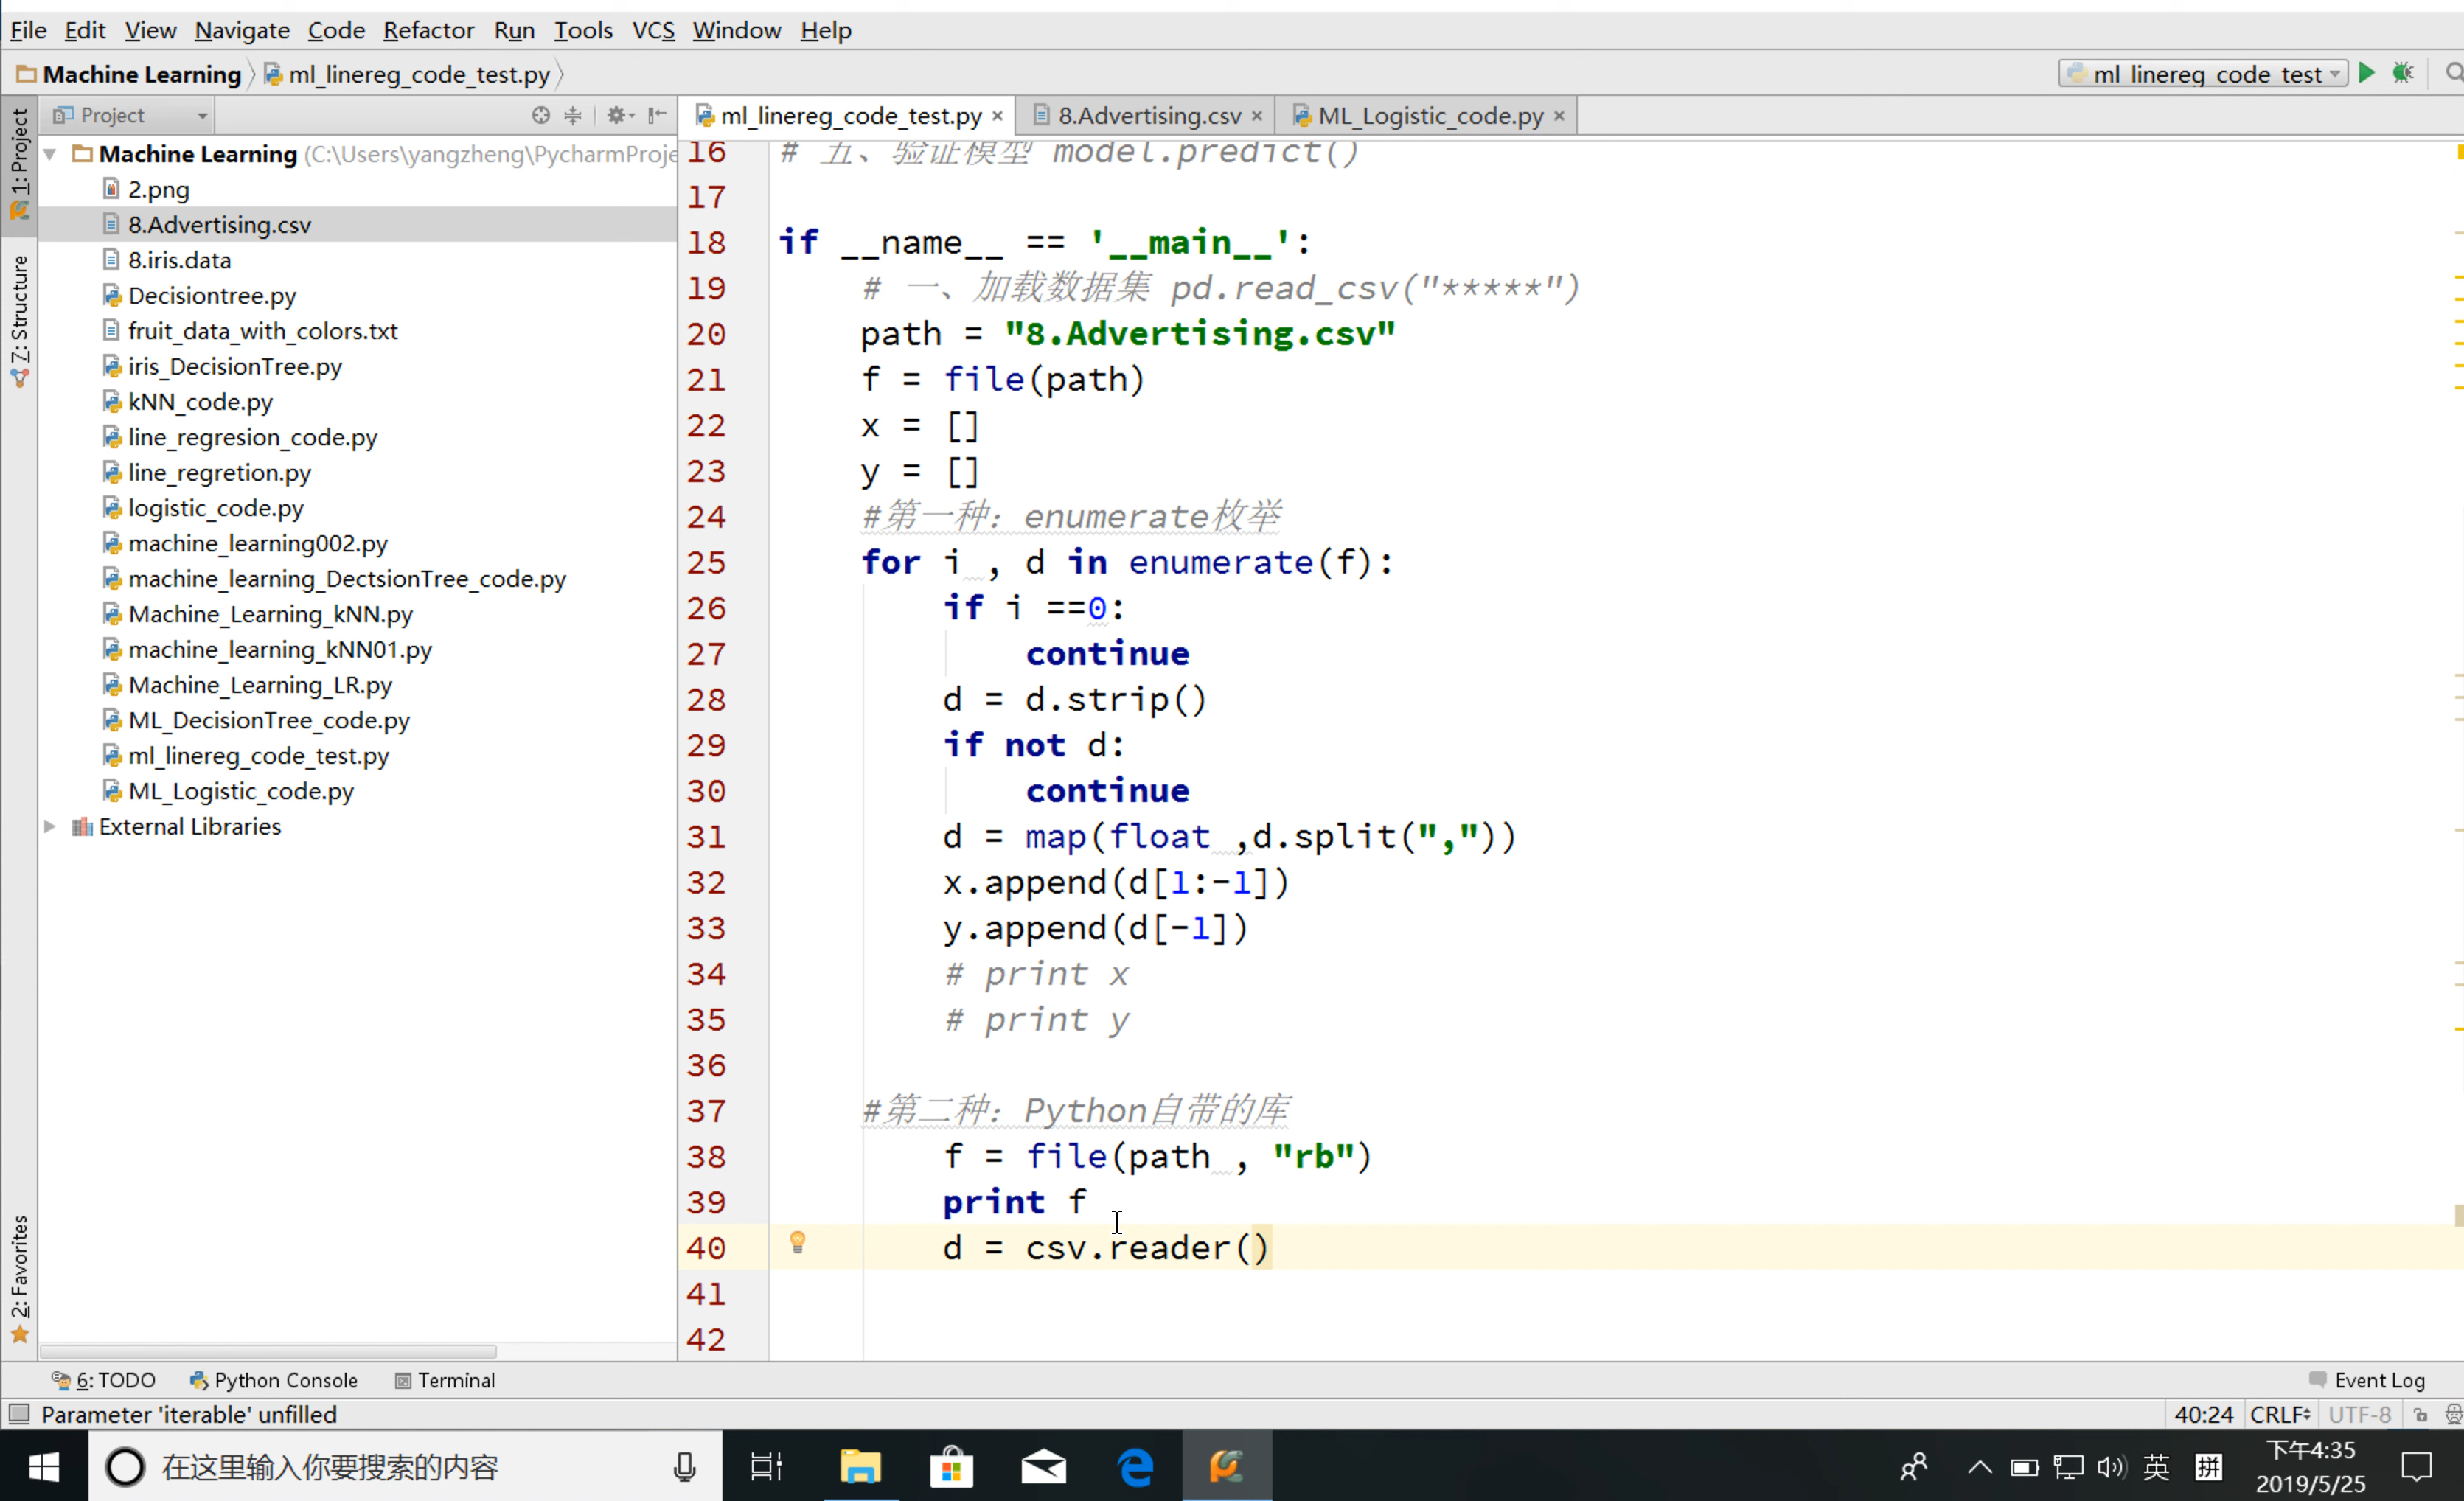 File Edit View Navigate Code Refactor Run Tools VCS Window Help
Machine Learning ml_linereg_code_test.py ml_linereg_code_test
1: Project
7: Structure
2: Favorites
Project
Machine Learning (C:\Users\yangzheng\PycharmProje
2.png
8.Advertising.csv
8.iris.data
Decisiontree.py
fruit_data_with_colors.txt
iris_DecisionTree.py
kNN_code.py
line_regresion_code.py
line_regretion.py
logistic_code.py
machine_learning002.py
machine_learning_DectsionTree_code.py
Machine_Learning_kNN.py
machine_learning_kNN01.py
Machine_Learning_LR.py
ML_DecisionTree_code.py
ml_linereg_code_test.py
ML_Logistic_code.py
External Libraries
ml_linereg_code_test.py 8.Advertising.csv ML_Logistic_code.py
16 # 五、验证模型 model.predict()
17
18 if __name__ == '__main__':
19 # 一、加载数据集 pd.read_csv("*****")
20 path = "8.Advertising.csv"
21 f = file(path)
22 x = []
23 y = []
24 #第一种：enumerate枚举
25 for i , d in enumerate(f):
26 if i ==0:
27 continue
28 d = d.strip()
29 if not d:
30 continue
31 d = map(float ,d.split(","))
32 x.append(d[1:-1])
33 y.append(d[-1])
34 # print x
35 # print y
36
37 #第二种：Python自带的库
38 f = file(path , "rb")
39 print f
40 d = csv.reader()
41
42
6: TODO Python Console Terminal Event Log
Parameter 'iterable' unfilled 40:24 CRLF UTF-8
在这里输入你要搜索的内容 英 拼 下午4:35
2019/5/25